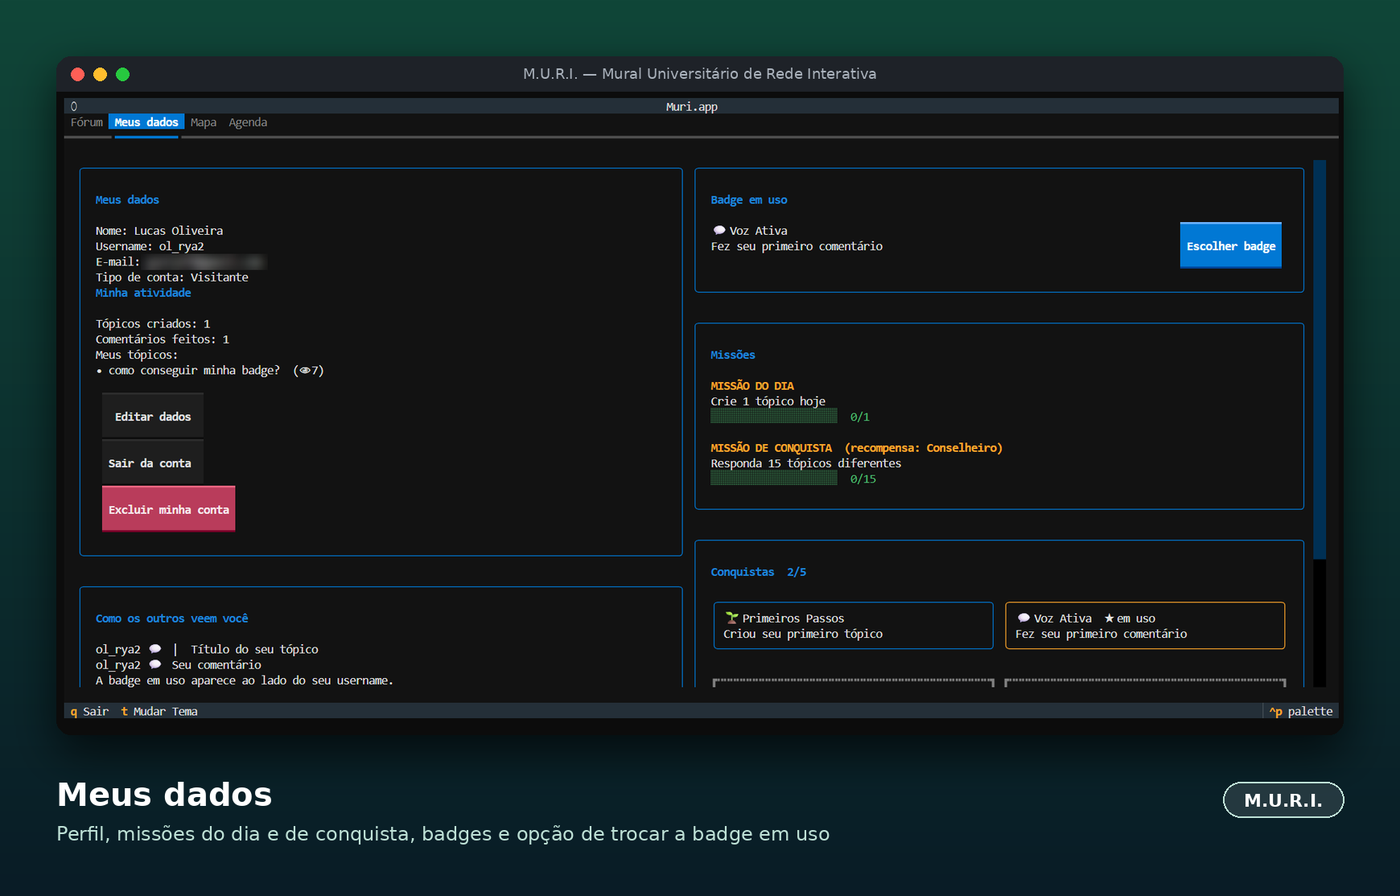 M.U.R.I. — Mural Universitário de Rede Interativa
Muri.app
Fórum Meus dados Mapa Agenda
Meus dados
Nome: Lucas Oliveira
Username: ol_rya2
E-mail:
Tipo de conta: Visitante
Minha atividade
Tópicos criados: 1
Comentários feitos: 1
Meus tópicos:
• como conseguir minha badge? (👁7)
Editar dados
Sair da conta
Excluir minha conta
Como os outros veem você
ol_rya2 💬 | Título do seu tópico
ol_rya2 💬 Seu comentário
A badge em uso aparece ao lado do seu username.
Badge em uso
💬 Voz Ativa
Fez seu primeiro comentário
Escolher badge
Missões
MISSÃO DO DIA
Crie 1 tópico hoje
0/1
MISSÃO DE CONQUISTA (recompensa: Conselheiro)
Responda 15 tópicos diferentes
0/15
Conquistas 2/5
🌱 Primeiros Passos
Criou seu primeiro tópico
💬 Voz Ativa ★ em uso
Fez seu primeiro comentário
q Sair t Mudar Tema
^p palette
Meus dados
Perfil, missões do dia e de conquista, badges e opção de trocar a badge em uso
M.U.R.I.